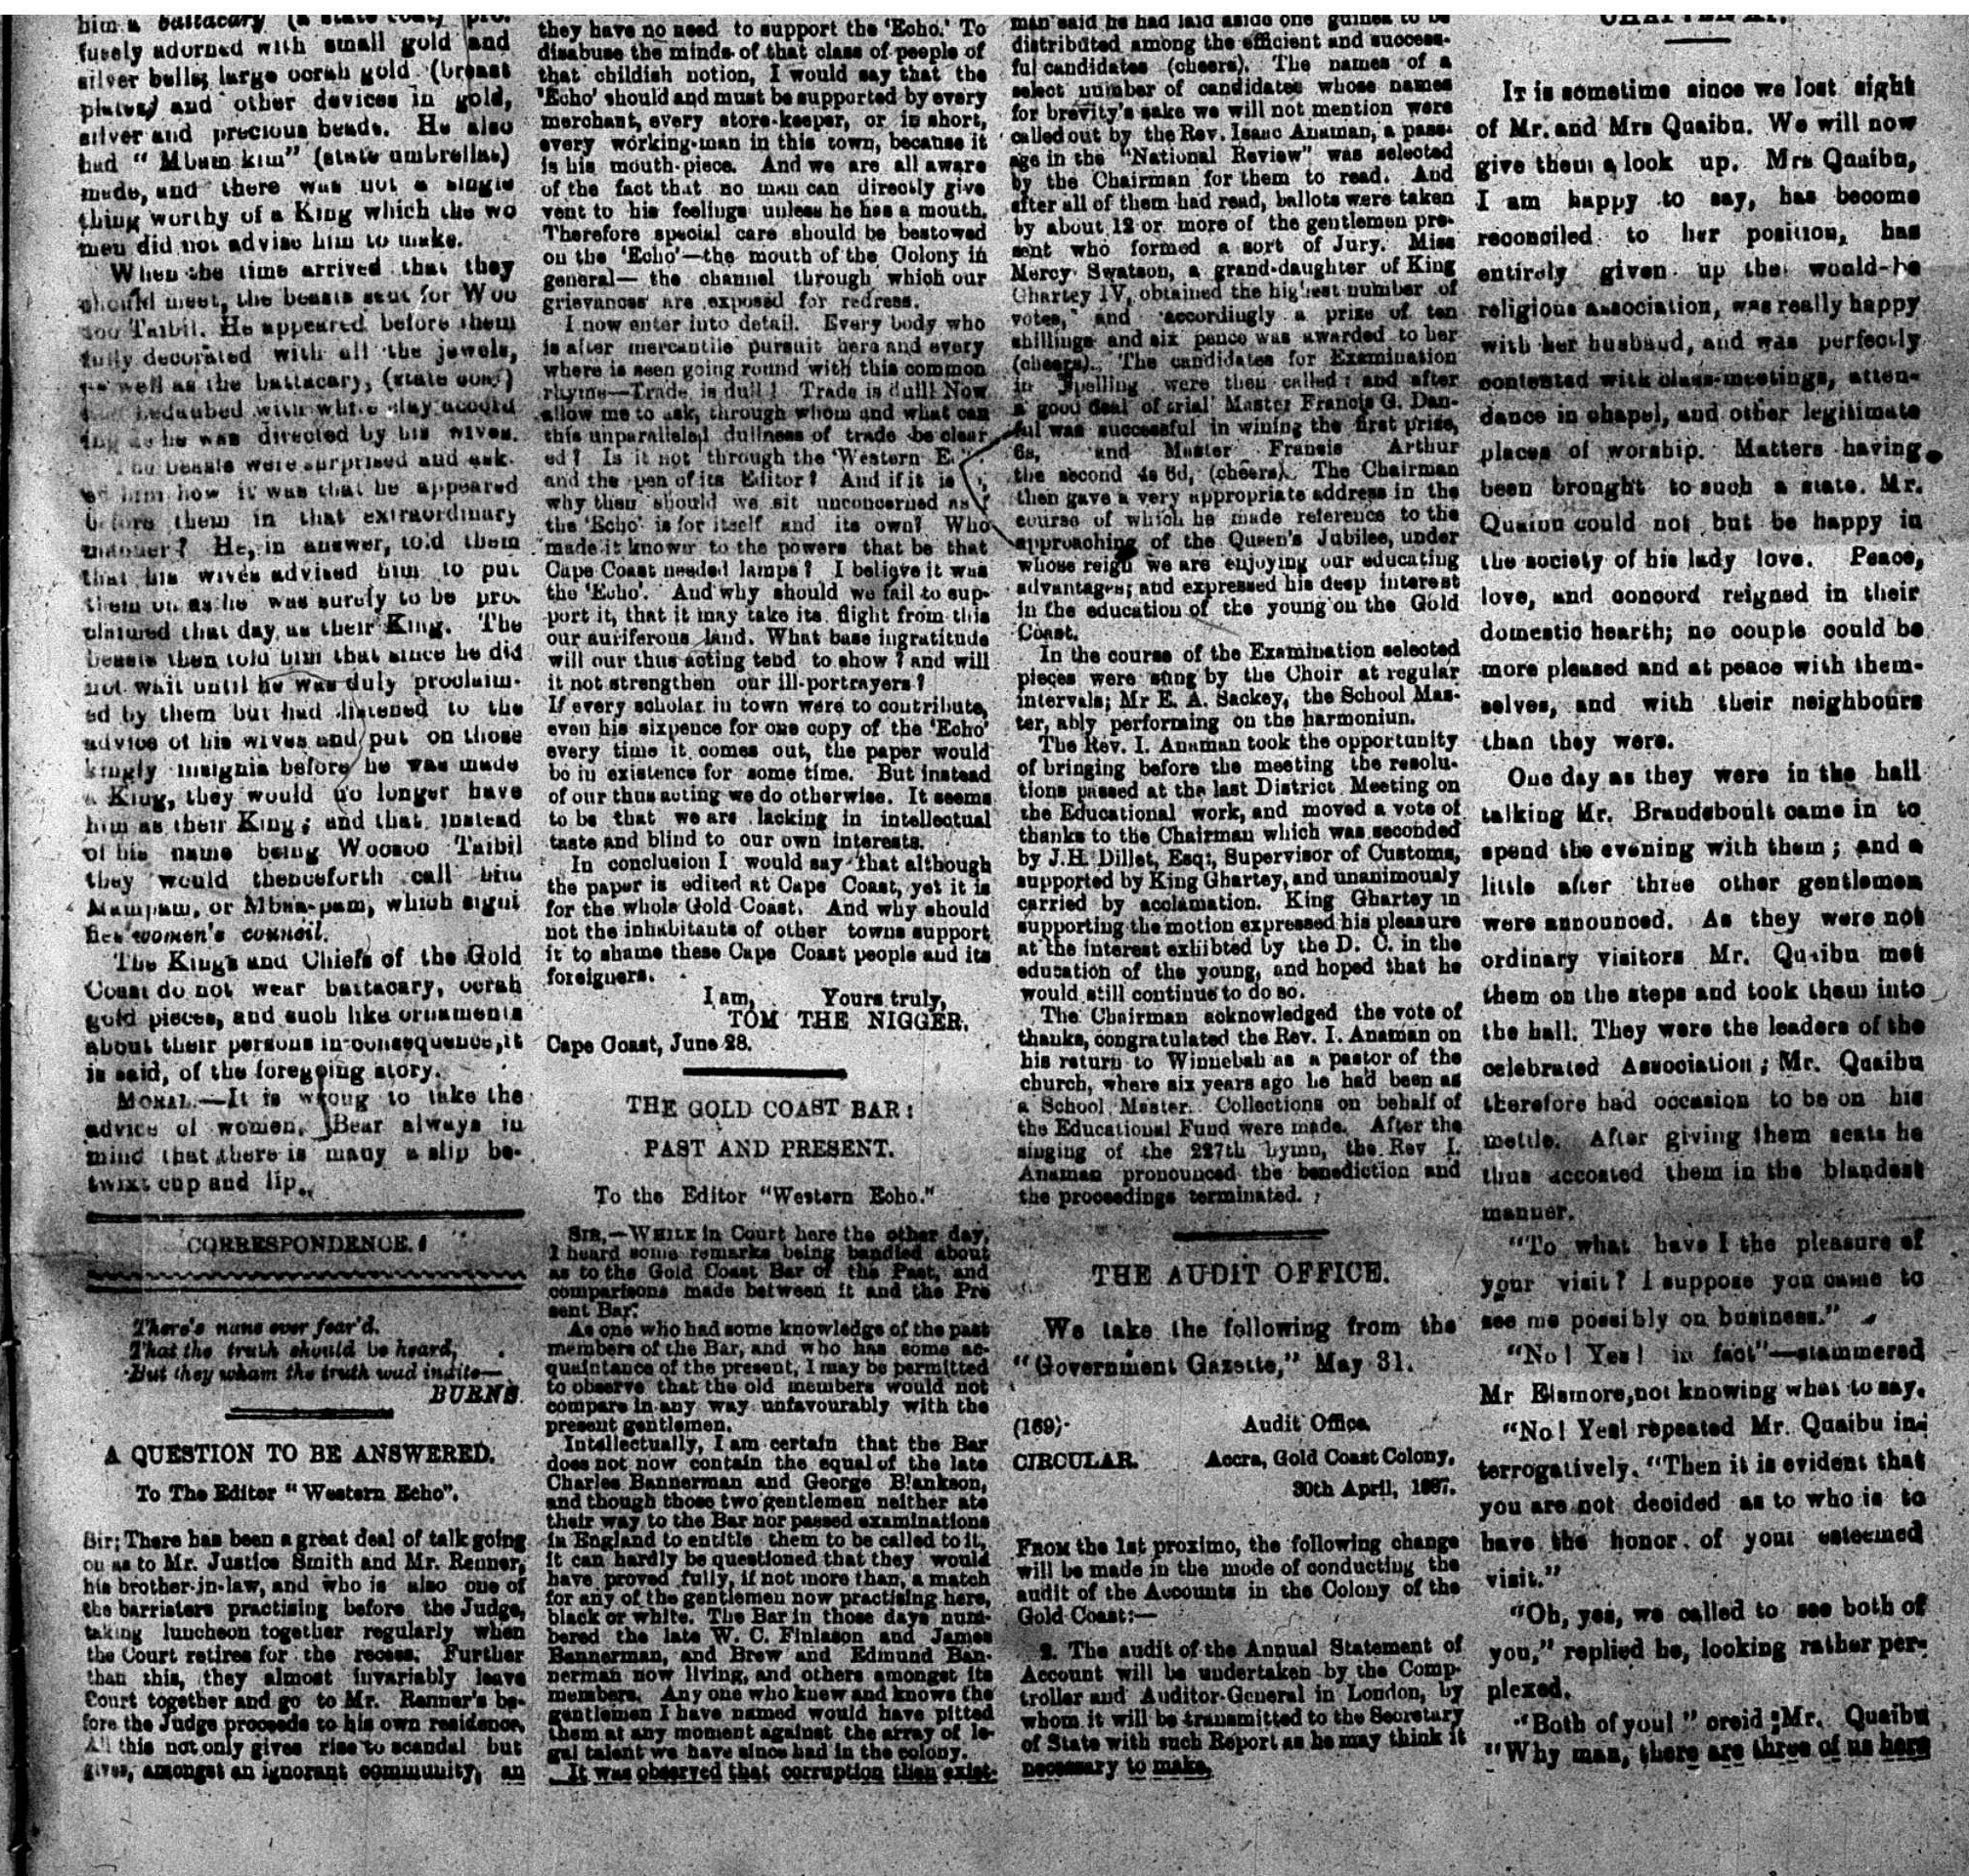 him a battacary (a state coat) pro-
fusely adorned with small gold and
silver bells; large oorah gold (breast
plates) and other devices in gold,
silver and precious beads. He also
had "Mbam kim" (state umbrellas)
made, and there was not a single
thing worthy of a King which the wo
men did not advise him to make.
When the time arrived that they
should meet, the beasts sent for Woo
soo Taibil. He appeared before them
fully decorated with all the jewels,
as well as the battacary, (state coat)
and bedaubed with white clay accord
ing as he was directed by his wives.
The beasts were surprised and ask-
ed him how it was that he appeared
before them in that extraordinary
manner? He, in answer, told them
that his wives advised him to put
them on as he was surely to be pro-
claimed that day as their King. The
beasts then told him that since he did
not wait until he was duly proclaim-
ed by them but had listened to the
advice of his wives and put on those
kingly insignia before he was made
a King, they would no longer have
him as their King; and that instead
of his name being Woosoo Taibil
they would thenceforth call him
Mampam, or Mbaa-pam, which signi
fies women's council.
The Kings and Chiefs of the Gold
Coast do not wear battacary, oorah
gold pieces, and such like ornaments
about their persons in consequence, it
is said, of the foregoing story.
MORAL.—It is wrong to take the
advice of women. Bear always in
mind that there is many a slip be-
twixt cup and lip.
CORRESPONDENCE.
There's nane ever fear'd.
That the truth should be heard,
But they wham the truth wad indite—
BURNS.
A QUESTION TO BE ANSWERED.
To The Editor "Western Echo".
Sir; There has been a great deal of talk going
on as to Mr. Justice Smith and Mr. Renner,
his brother-in-law, and who is also one of
the barristers practising before the Judge,
taking luncheon together regularly when
the Court retires for the recess. Further
than this, they almost invariably leave
Court together and go to Mr. Renner's be-
fore the Judge proceeds to his own residence.
All this not only gives rise to scandal but
gives, amongst an ignorant community, an
they have no need to support the 'Echo.' To
disabuse the minds of that class of peeple of
that childish notion, I would say that the
'Echo' should and must be supported by every
merchant, every store-keeper, or in short,
every working-man in this town, because it
is his mouth-piece. And we are all aware
of the fact that no man can directly give
vent to his feelings unless he has a mouth.
Therefore special care should be bestowed
on the 'Echo'—the mouth of the Colony in
general— the channel through which our
grievances are exposed for redress.
I now enter into detail. Every body who
is after mercantile pursuit here and every
where is seen going round with this common
rhyme—Trade is dull! Trade is dull! Now
allow me to ask, through whom and what can
this unparalleled dullness of trade be clear
ed? Is it not through the 'Western E."
and the pen of its Editor? And if it is
why then should we sit unconcerned as if
the 'Echo' is for itself and its own? Who
made it known to the powers that be that
Cape Coast needed lamps? I believe it was
the 'Echo'. And why should we fail to sup-
port it, that it may take its flight from this
our auriferous land. What base ingratitude
will our thus acting tend to show? and will
it not strengthen our ill-portrayers?
If every scholar in town were to contribute,
even his sixpence for one copy of the 'Echo'
every time it comes out, the paper would
be in existence for some time. But instead
of our thus acting we do otherwise. It seems
to be that we are lacking in intellectual
taste and blind to our own interests.
In conclusion I would say that although
the paper is edited at Cape Coast, yet it is
for the whole Gold Coast. And why should
not the inhabitants of other towns support
it to shame these Cape Coast people and its
foreiguers.
I am, Yours truly,
TOM THE NIGGER.
Cape Coast, June 28.
THE GOLD COAST BAR:
PAST AND PRESENT.
To the Editor "Western Echo."
SIR,—WHILE in Court here the other day,
I heard some remarks being bandied about
as to the Gold Coast Bar of the Past, and
comparisons made between it and the Pre
sent Bar.
As one who had some knowledge of the past
members of the Bar, and who has some ac-
quaintance of the present, I may be permitted
to observe that the old members would not
compare in any way unfavourably with the
present gentlemen.
Intellectually, I am certain that the Bar
does not now contain the equal of the late
Charles Bannerman and George Blankson,
and though those two gentlemen neither ate
their way to the Bar nor passed examinations
in England to entitle them to be called to it,
it can hardly be questioned that they would
have proved fully, if not more than, a match
for any of the gentlemen now practising here,
black or white. The Bar in those days num-
bered the late W. C. Finlason and James
Bannerman, and Brew and Edmund Ban-
nerman now living, and others amongst its
members. Any one who knew and knows the
gentlemen I have named would have pitted
them at any moment against the array of le-
gal talent we have since had in the colony.
It was observed that corruption then exist-
man said he had laid aside one guinea to be
distributed among the efficient and success-
ful candidates (cheers). The names of a
select number of candidates whose names
for brevity's sake we will not mention were
called out by the Rev. Isaac Anaman, a pass-
age in the "National Review" was selected
by the Chairman for them to read. And
after all of them had read, ballots were taken
by about 12 or more of the gentlemen pre-
sent who formed a sort of Jury. Miss
Mercy Swatson, a grand-daughter of King
Ghartey IV, obtained the highest number of
votes, and accordingly a prize of ten
shillings and six pence was awarded to her
(cheers). The candidates for Examination
in Spelling were then called: and after
a good deal of trial Master Francis G. Dan-
ful was successful in wining the first prize,
6s, and Master Francis Arthur
the second 4s 6d, (cheers). The Chairman
then gave a very appropriate address in the
course of which he made reference to the
approaching of the Queen's Jubilee, under
whose reign we are enjoying our educating
advantages; and expressed his deep interest
in the education of the young on the Gold
Coast.
In the course of the Examination selected
pieces were sung by the Choir at regular
intervals; Mr E. A. Sackey, the School Mas-
ter, ably performing on the harmoniun.
The Rev. I. Anaman took the opportunity
of bringing before the meeting the resolu-
tions passed at the last District Meeting on
the Educational work, and moved a vote of
thanks to the Chairman which was seconded
by J.H. Dillet, Esq:, Supervisor of Customs,
supported by King Ghartey, and unanimously
carried by acclamation. King Ghartey in
supporting the motion expressed his pleasure
at the interest exhibted by the D. C. in the
education of the young, and hoped that he
would still continue to do so.
The Chairman acknowledged the vote of
thanks, congratulated the Rev. I. Anaman on
his return to Winnebah as a pastor of the
church, where six years ago he had been as
a School Master. Collections on behalf of
the Educational Fund were made. After the
singing of the 227th hymn, the Rev I.
Anaman pronounced the benediction and
the proceedings terminated.
THE AUDIT OFFICE.
We take the following from the
"Government Gazette," May 31.
(169)
Audit Office.
CIRCULAR. Accra, Gold Coast Colony,
30th April, 1887.
FROM the 1st proximo, the following change
will be made in the mode of conducting the
audit of the Accounts in the Colony of the
Gold Coast:—
2. The audit of the Annual Statement of
Account will be undertaken by the Comp-
troller and Auditor-General in London, by
whom it will be transmitted to the Secretary
of State with such Report as he may think it
necessary to make.
IT is sometime since we lost sight
of Mr. and Mrs Quaibu. We will now
give them a look up. Mrs Quaibu,
I am happy to say, has become
reconciled to her position, has
entirely given up the would-be
religious association, was really happy
with her husband, and was perfectly
contented with class-meetings, atten-
dance in chapel, and other legitimate
places of worship. Matters having
been brought to such a state. Mr.
Quaiou could not but be happy in
the society of his lady love. Peace,
love, and concord reigned in their
domestic hearth; no couple could be
more pleased and at peace with them-
selves, and with their neighbours
than they were.
One day as they were in the hall
talking Mr. Brandeboult came in to
spend the evening with them; and a
little after three other gentlemen
were announced. As they were not
ordinary visitors Mr. Quaibu met
them on the steps and took them into
the hall. They were the leaders of the
celebrated Association; Mr. Quaibu
therefore had occasion to be on his
mettle. After giving them seats he
thus accosted them in the blandest
manner.
"To what have I the pleasure of
your visit? I suppose you came to
see me possibly on business."
"No! Yes! in fact"—stammered
Mr Elsmore, not knowing what to say.
"No! Yes! repeated Mr. Quaibu in-
terrogatively. "Then it is evident that
you are not decided as to who is to
have the honor of your esteemed
visit."
"Oh, yes, we called to see both of
you," replied he, looking rather per-
plexed.
"Both of you!" creid Mr. Quaibu
"Why man, there are three of us here